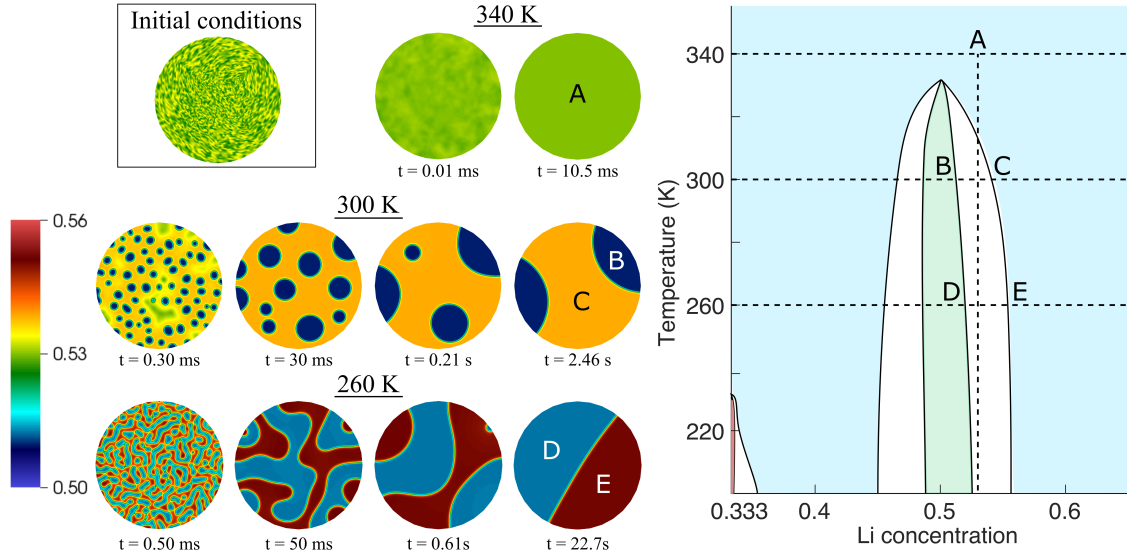 Initial conditions
340 K
A
t = 0.01 ms
t = 10.5 ms
300 K
B
C
t = 0.30 ms
t = 30 ms
t = 0.21 s
t = 2.46 s
260 K
D
E
t = 0.50 ms
t = 50 ms
t = 0.61s
t = 22.7s
0.56
0.53
0.50
A
B
C
D
E
340
300
260
220
Temperature (K)
0.333
0.4
0.5
0.6
Li concentration